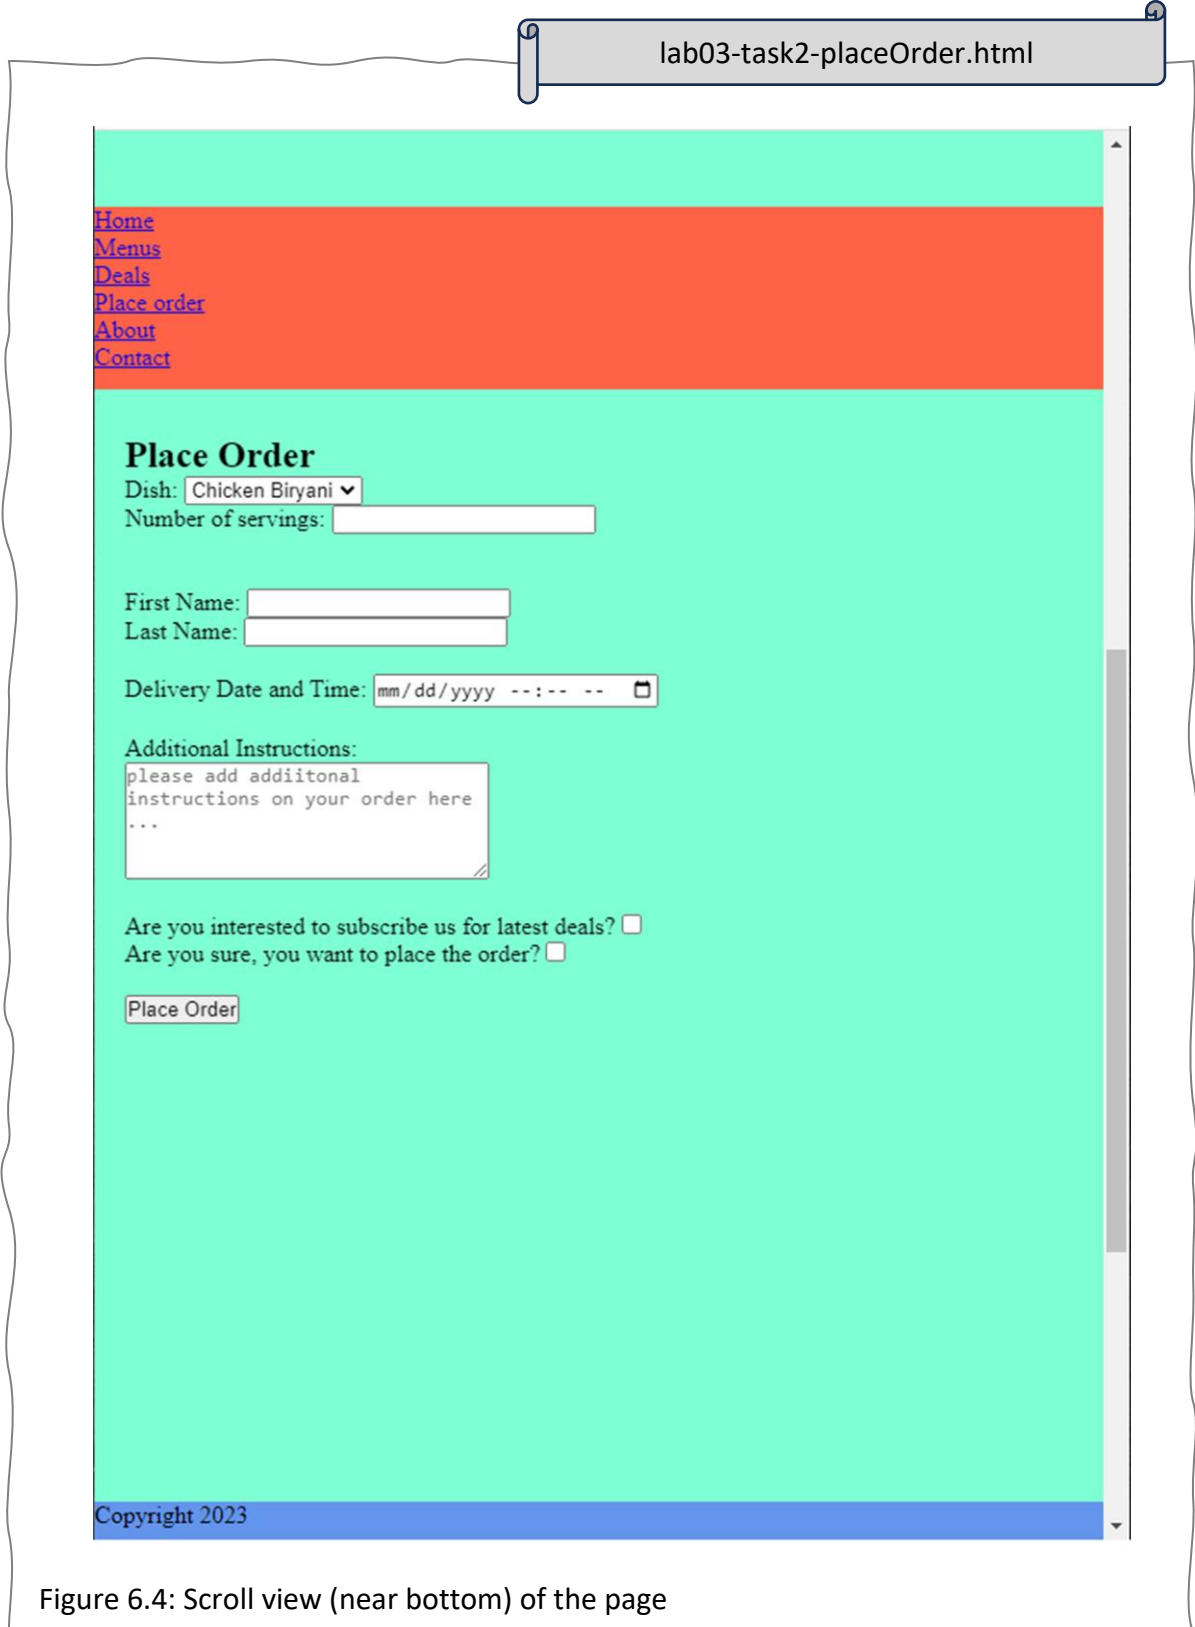 lab03-task2-placeOrder.html
Home
Menus
Deals
Place order
About
Contact
Place Order
Dish: Chicken Biryani
Number of servings:
First Name:
Last Name:
Delivery Date and Time: mm/dd/yyyy --:-- --
Additional Instructions:
please add addiitonal
instructions on your order here
...
Are you interested to subscribe us for latest deals?
Are you sure, you want to place the order?
Place Order
Copyright 2023
Figure 6.4: Scroll view (near bottom) of the page